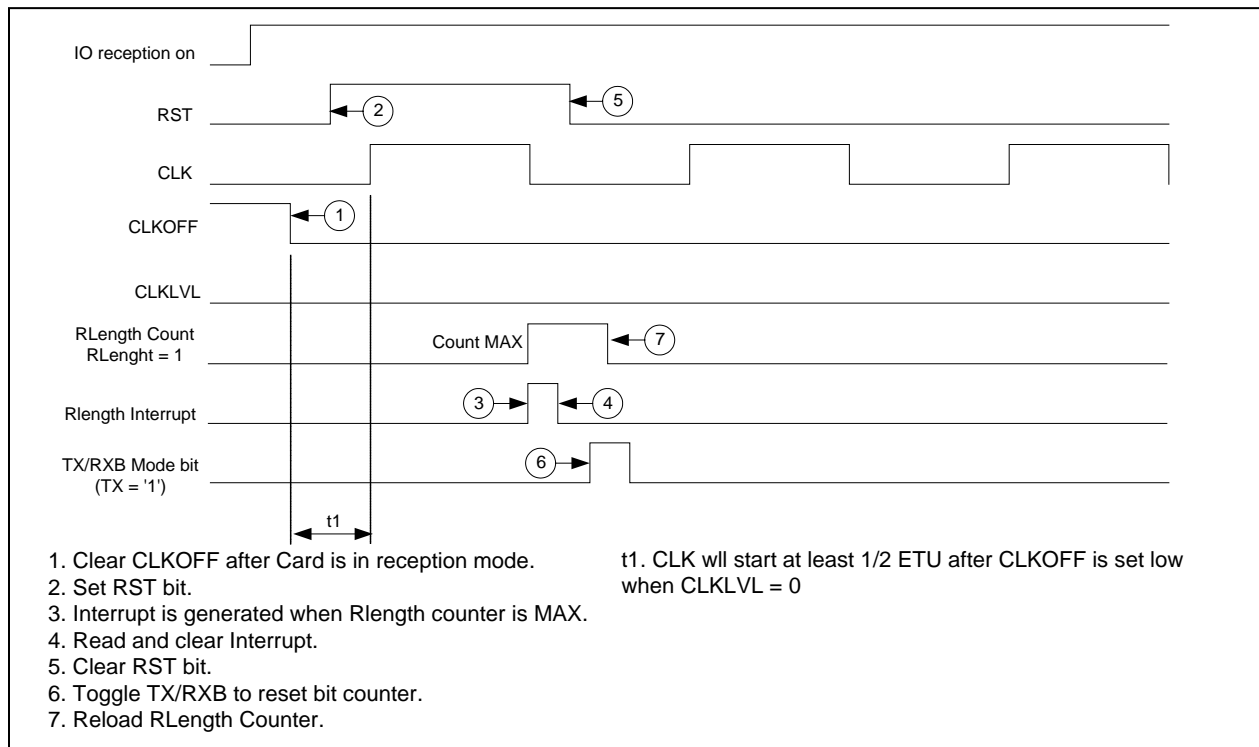 IO reception on
RST
2
5
CLK
CLKOFF
1
CLKLVL
RLength Count
RLenght = 1
Count MAX
7
Rlength Interrupt
3
4
TX/RXB Mode bit
(TX = '1')
6
t1
1. Clear CLKOFF after Card is in reception mode.
2. Set RST bit.
3. Interrupt is generated when Rlength counter is MAX.
4. Read and clear Interrupt.
5. Clear RST bit.
6. Toggle TX/RXB to reset bit counter.
7. Reload RLength Counter.
t1. CLK wll start at least 1/2 ETU after CLKOFF is set low
when CLKLVL = 0